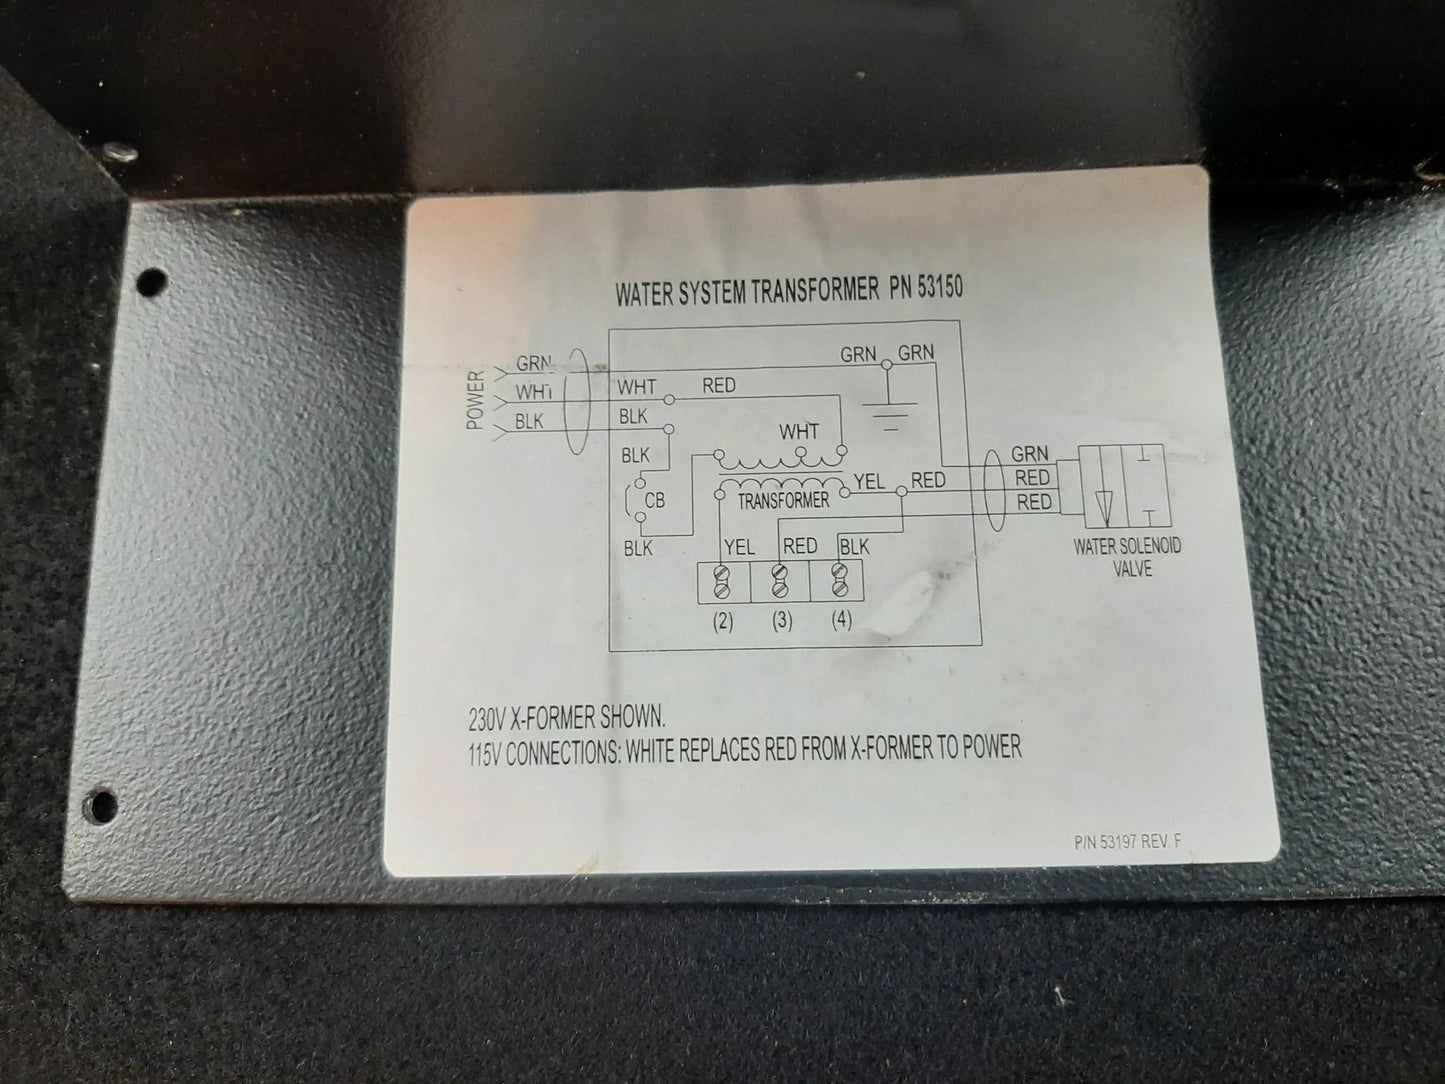 WATER SYSTEM TRANSFORMER PN 53150
POWER
GRN
WHT
BLK
WHT
RED
BLK
GRN
GRN
WHT
BLK
CB
BLK
TRANSFORMER
YEL
RED
GRN
RED
RED
YEL
RED
BLK
(2)
(3)
(4)
WATER SOLENOID
VALVE
230V X-FORMER SHOWN.
115V CONNECTIONS: WHITE REPLACES RED FROM X-FORMER TO POWER
P/N 53197 REV. F